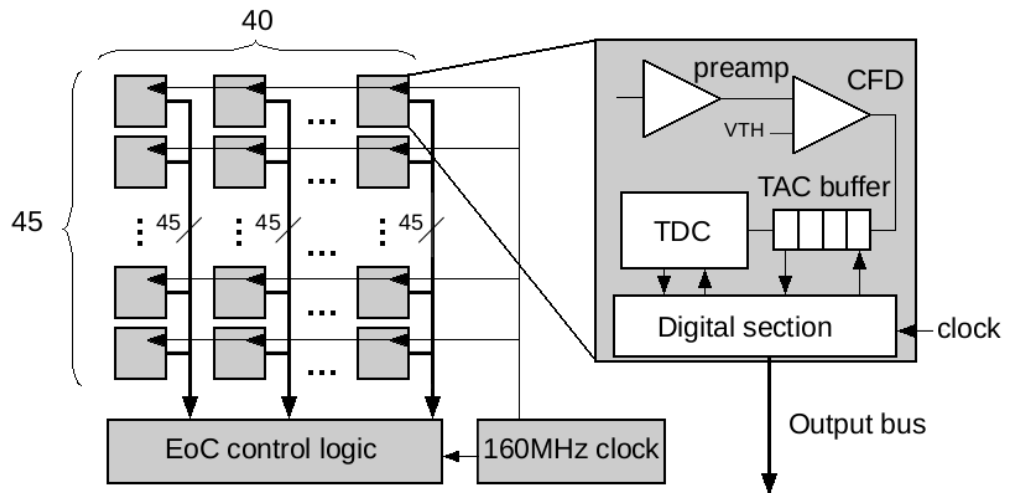 40
45
45
45
45
EoC control logic
160MHz clock
preamp
CFD
VTH
TAC buffer
TDC
Digital section
clock
Output bus